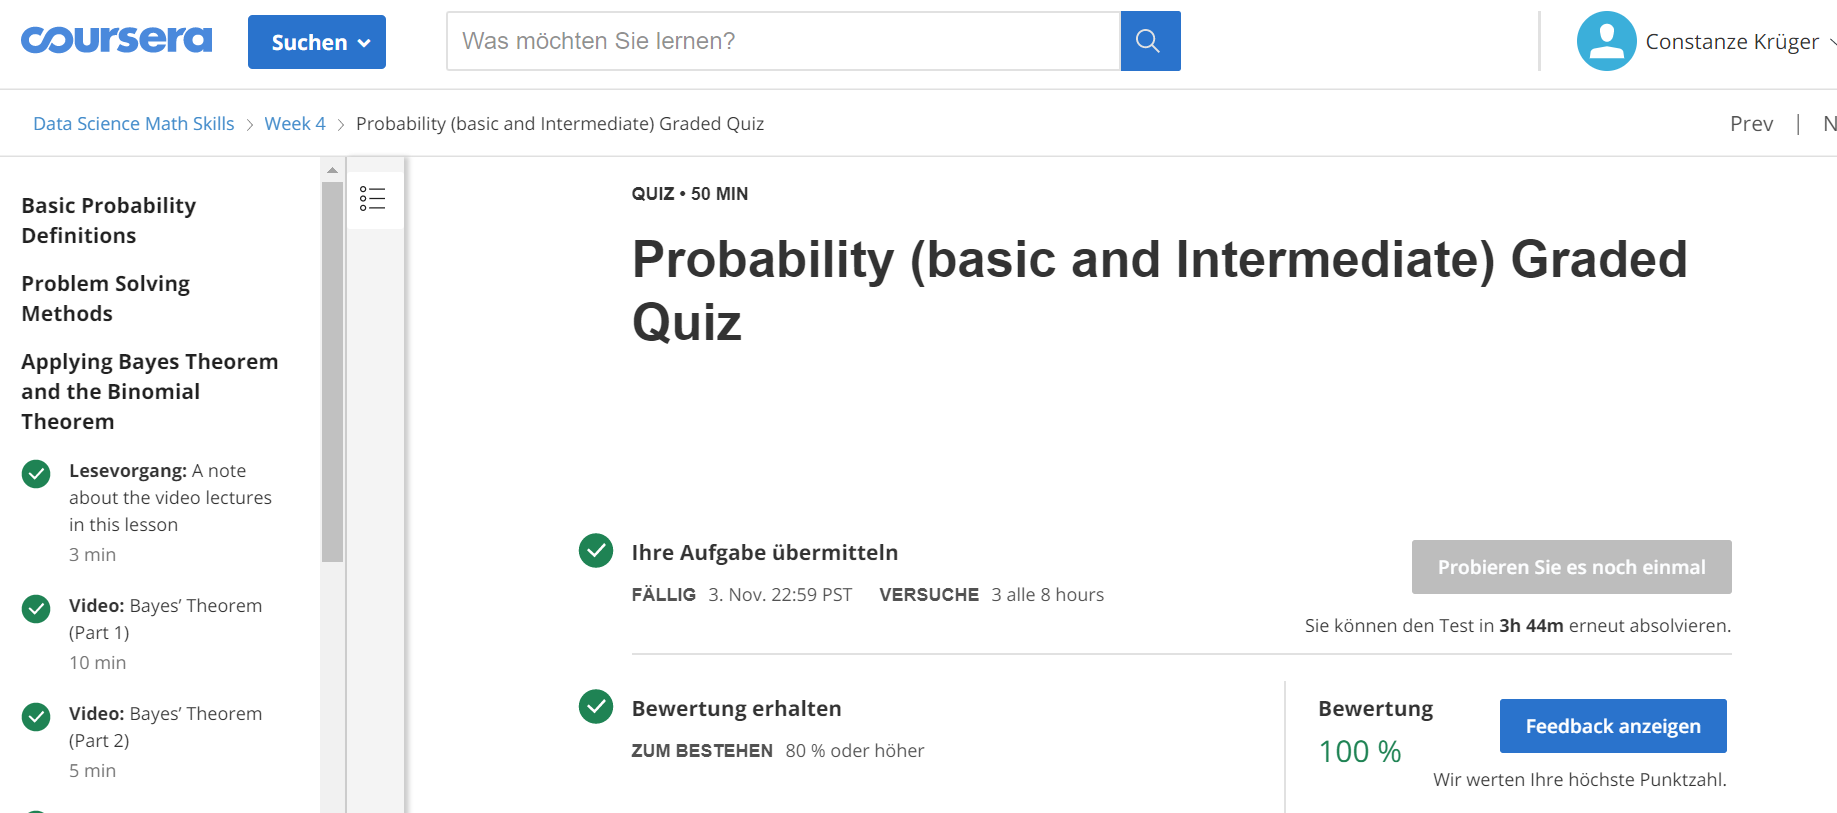 coursera
Suchen
Was möchten Sie lernen?
Constanze Krüger
Data Science Math Skills > Week 4 > Probability (basic and Intermediate) Graded Quiz
Prev | N
Basic Probability
Definitions
Problem Solving
Methods
Applying Bayes Theorem
and the Binomial
Theorem
Lesevorgang: A note
about the video lectures
in this lesson
3 min
Video: Bayes’ Theorem
(Part 1)
10 min
Video: Bayes’ Theorem
(Part 2)
5 min
QUIZ • 50 MIN
Probability (basic and Intermediate) Graded
Quiz
Ihre Aufgabe übermitteln
FÄLLIG 3. Nov. 22:59 PST VERSUCHE 3 alle 8 hours
Probieren Sie es noch einmal
Sie können den Test in 3h 44m erneut absolvieren.
Bewertung erhalten
ZUM BESTEHEN 80 % oder höher
Bewertung
100 %
Feedback anzeigen
Wir werten Ihre höchste Punktzahl.